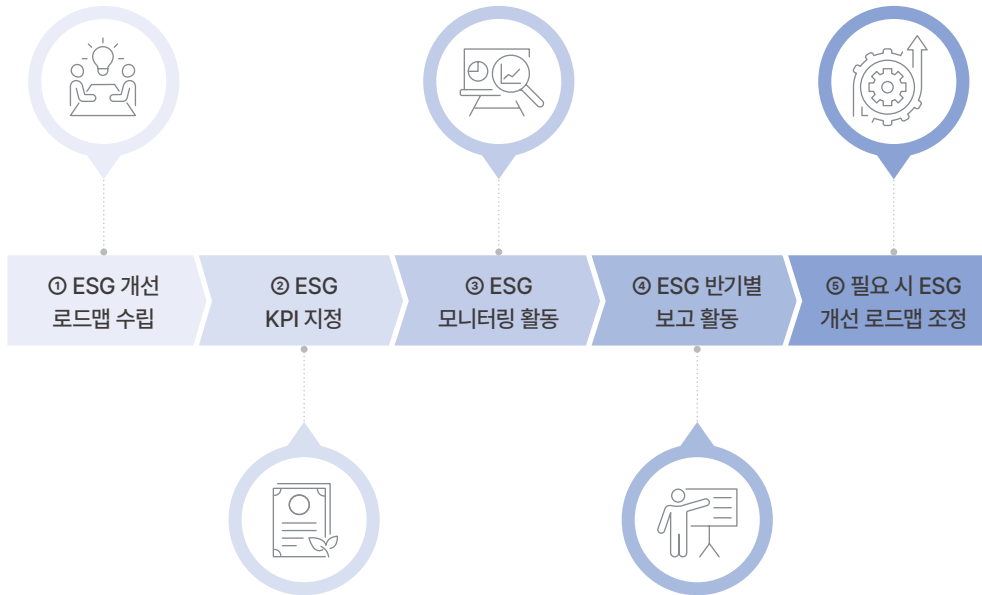 ① ESG 개선
로드맵 수립
② ESG
KPI 지정
③ ESG
모니터링 활동
④ ESG 반기별
보고 활동
⑤ 필요 시 ESG
개선 로드맵 조정